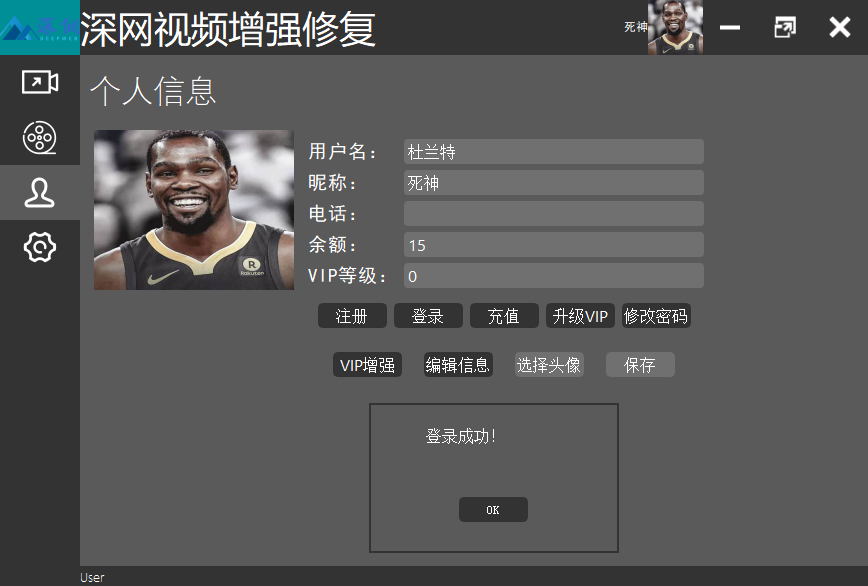 深网视频增强修复
死神
个人信息
用户名:
杜兰特
昵称:
死神
电话:
余额:
15
VIP等级:
0
注册 登录 充值 升级VIP 修改密码
VIP增强 编辑信息 选择头像 保存
登录成功!
OK
User